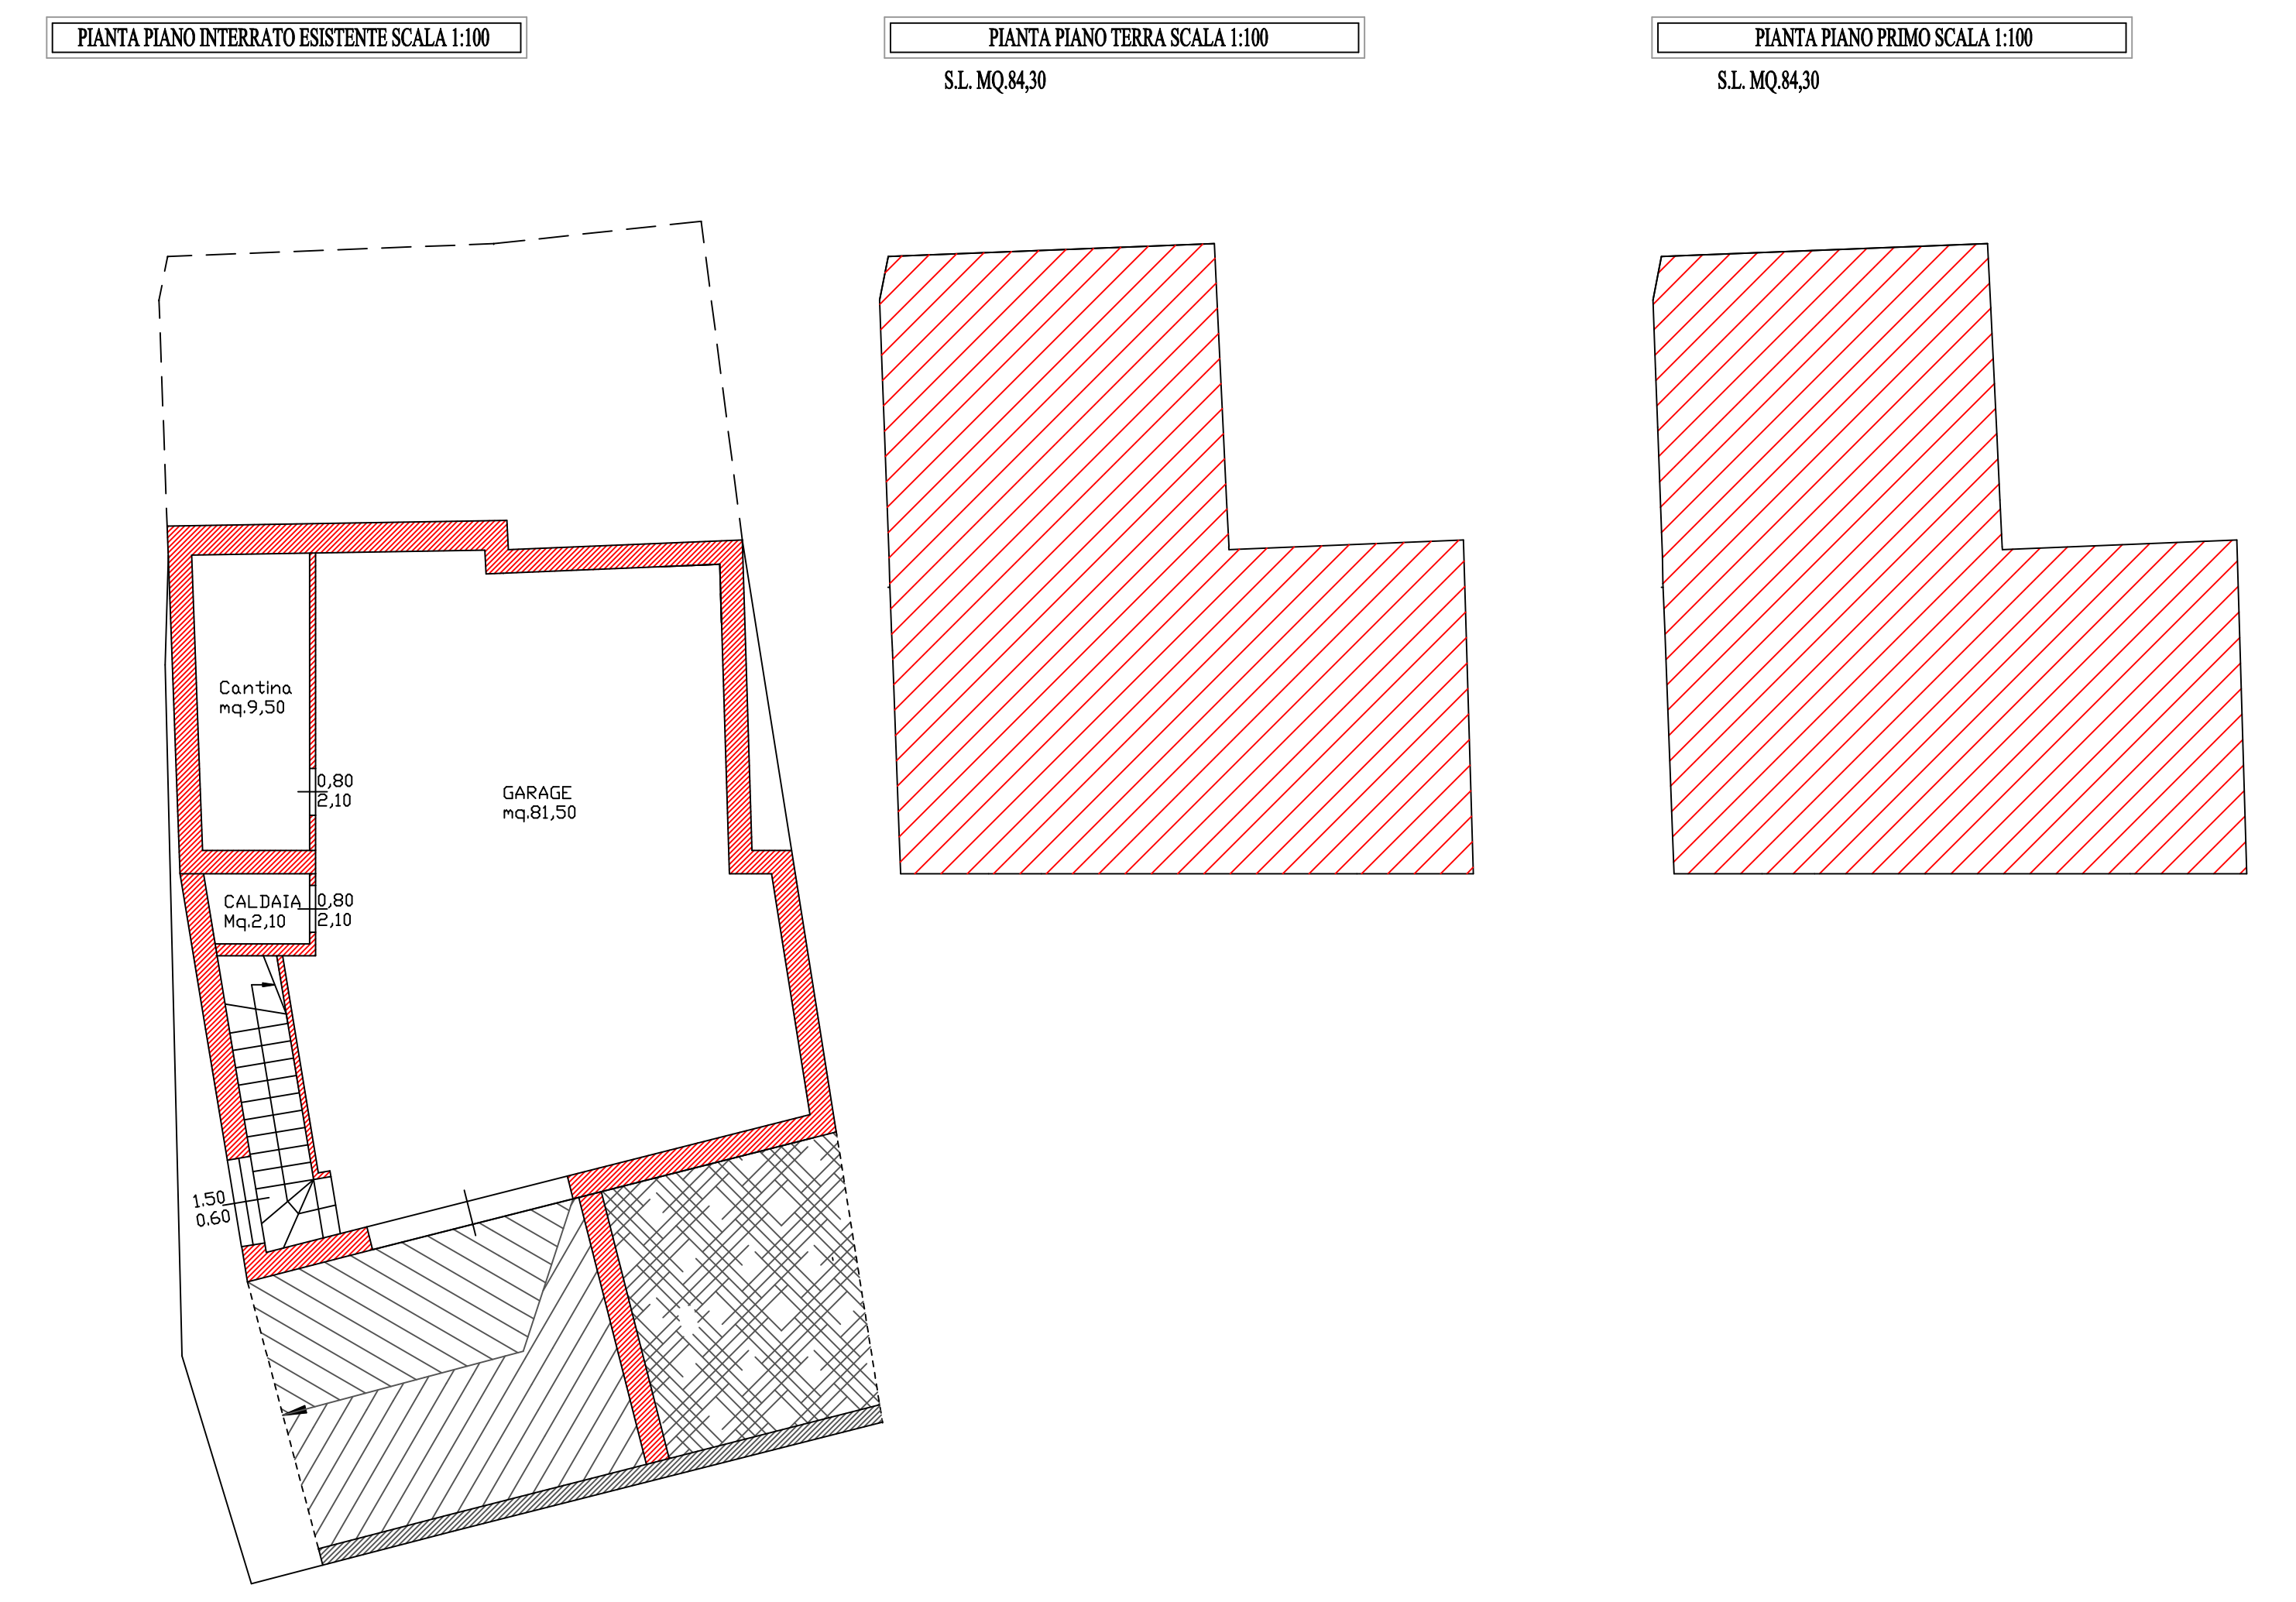 PIANTA PIANO INTERRATO ESISTENTE SCALA 1:100
PIANTA PIANO TERRA SCALA 1:100
PIANTA PIANO PRIMO SCALA 1:100
S.L. MQ.84,30
S.L. MQ.84,30
Cantina
mq.9,50
0,80
2,10
GARAGE
mq.81,50
CALDAIA
Mq.2,10
0,80
2,10
1.50
0.60